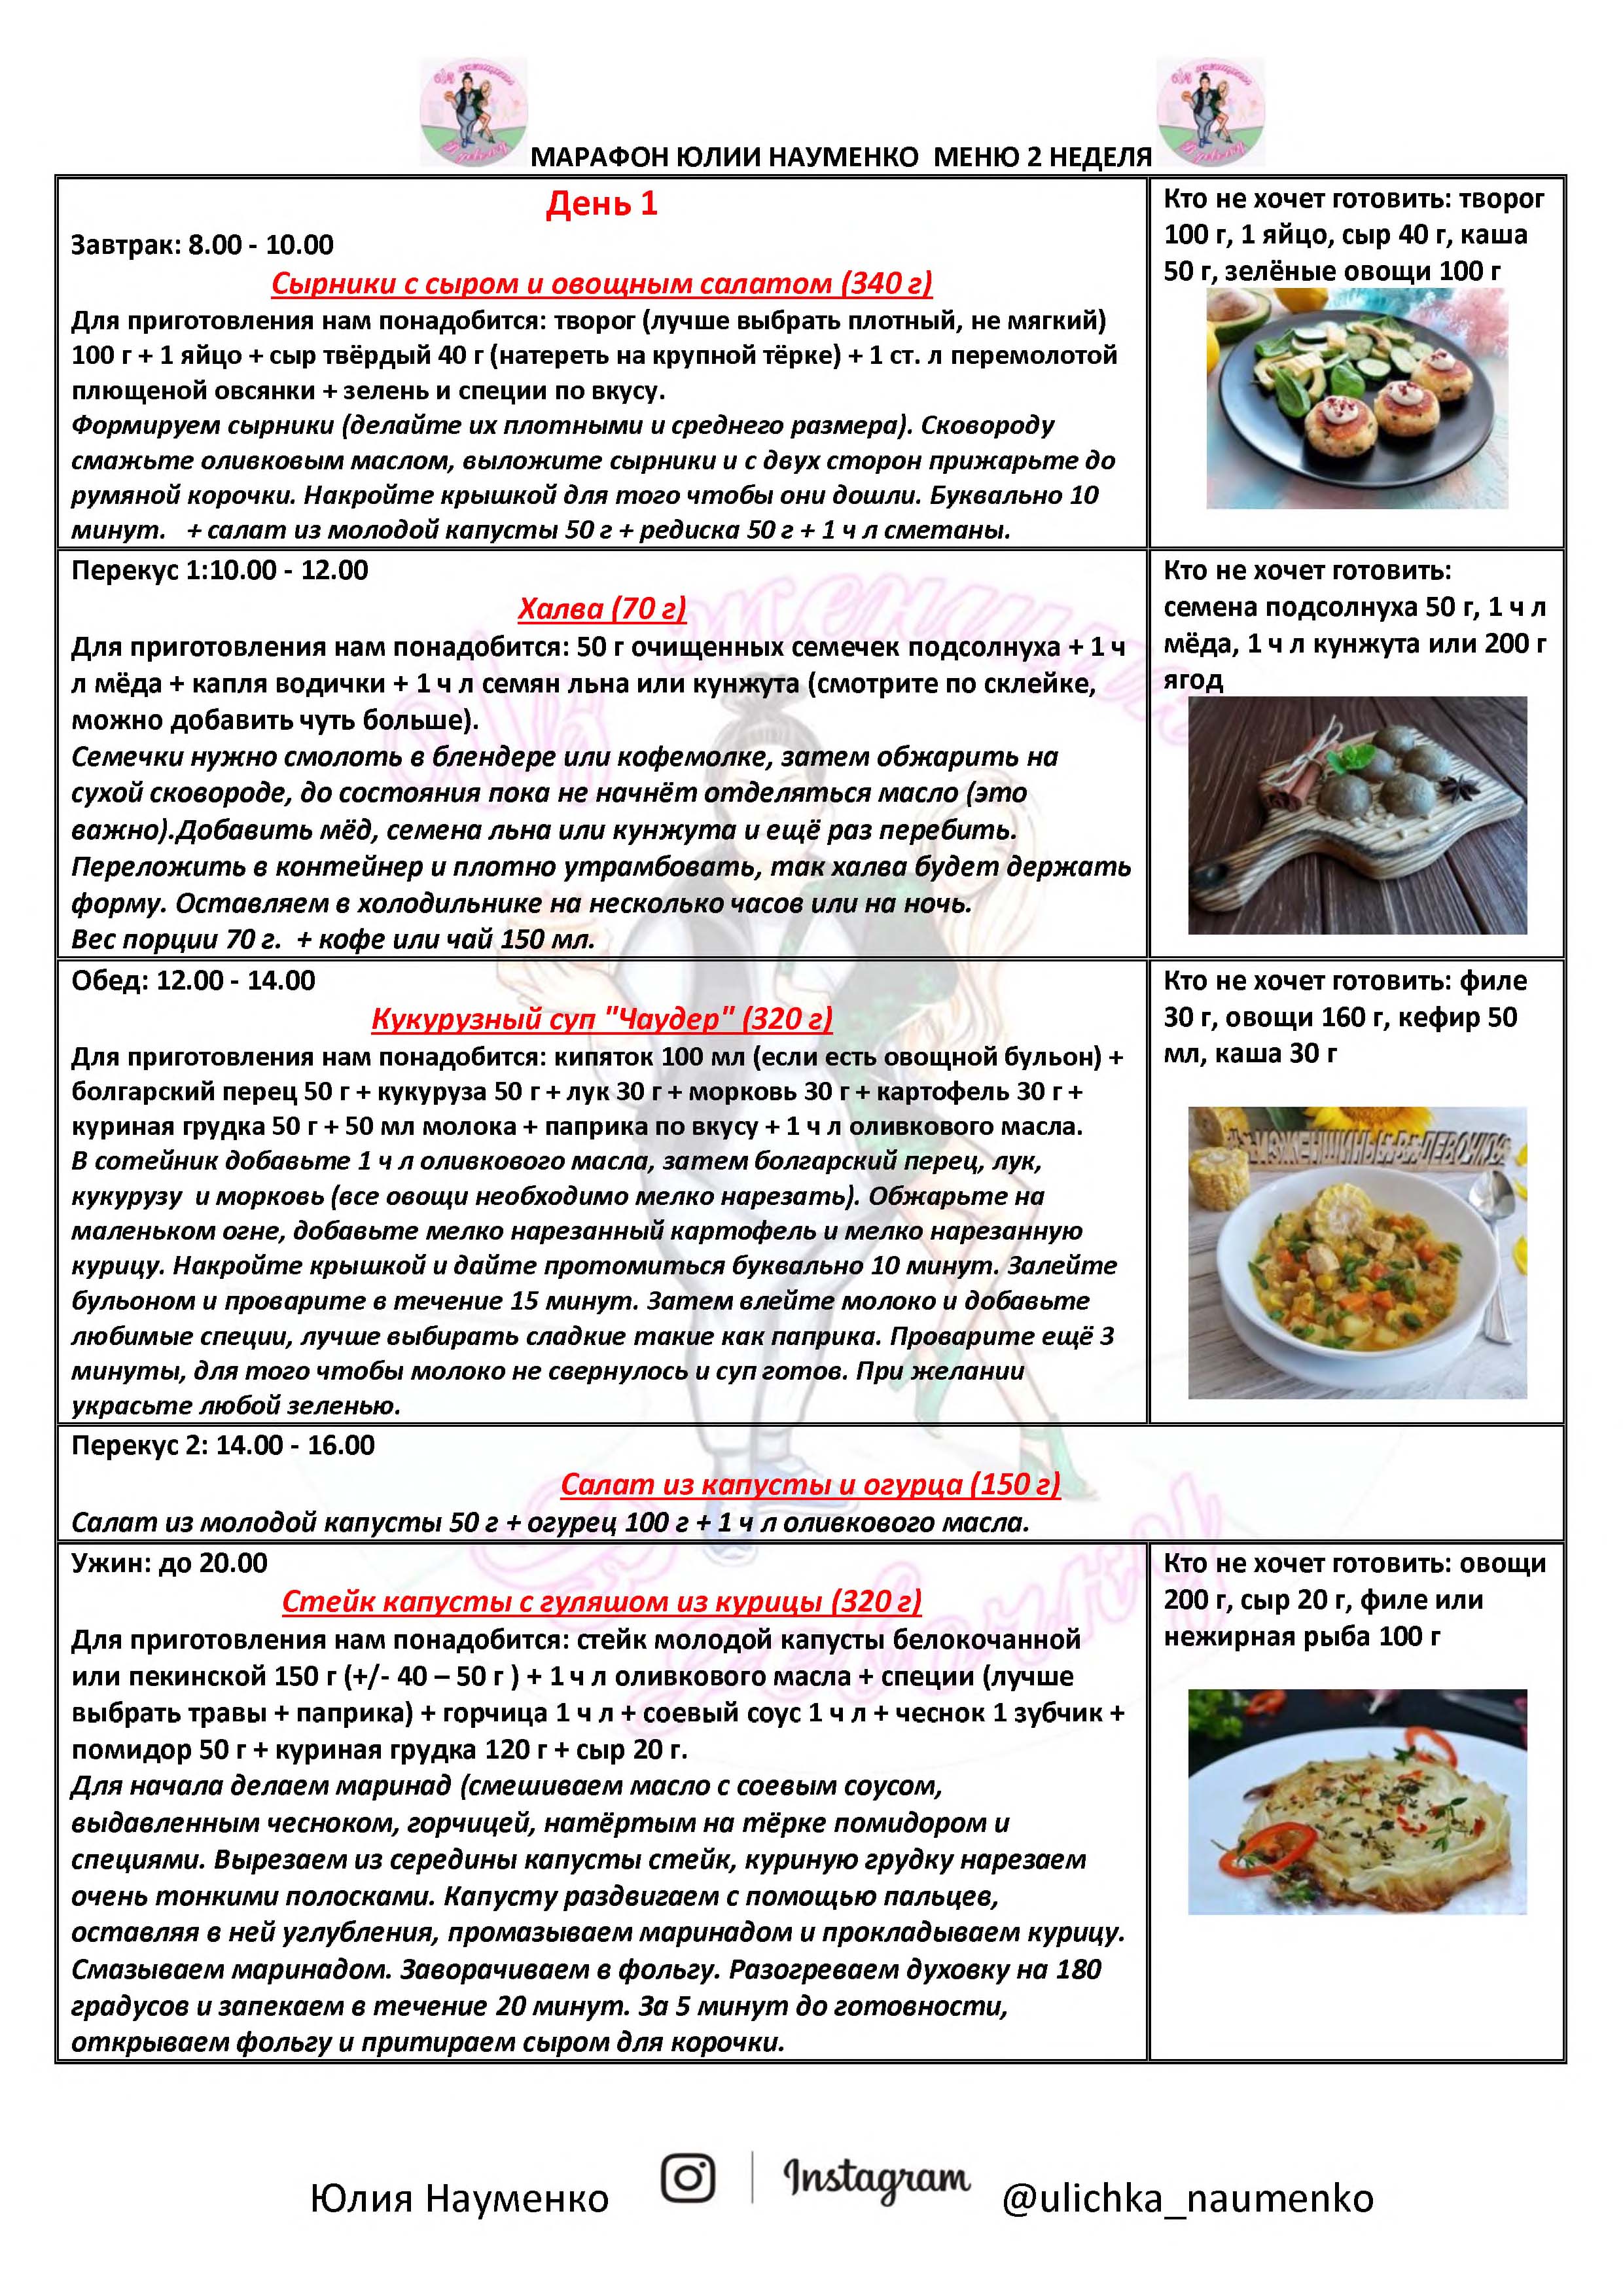 МАРАФОН ЮЛИИ НАУМЕНКО  МЕНЮ 2 НЕДЕЛЯ
День 1
Завтрак: 8.00 - 10.00
Сырники с сыром и овощным салатом (340 г)
Для приготовления нам понадобится: творог (лучше выбрать плотный, не мягкий)
100 г + 1 яйцо + сыр твёрдый 40 г (натереть на крупной тёрке) + 1 ст. л перемолотой
плющеной овсянки + зелень и специи по вкусу.
Формируем сырники (делайте их плотными и среднего размера). Сковороду
смажьте оливковым маслом, выложите сырники и с двух сторон прижарьте до
румяной корочки. Накройте крышкой для того чтобы они дошли. Буквально 10
минут.   + салат из молодой капусты 50 г + редиска 50 г + 1 ч л сметаны.
Кто не хочет готовить: творог
100 г, 1 яйцо, сыр 40 г, каша
50 г, зелёные овощи 100 г
Перекус 1:10.00 - 12.00
Халва (70 г)
Для приготовления нам понадобится: 50 г очищенных семечек подсолнуха + 1 ч
л мёда + капля водички + 1 ч л семян льна или кунжута (смотрите по склейке,
можно добавить чуть больше).
Семечки нужно смолоть в блендере или кофемолке, затем обжарить на
сухой сковороде, до состояния пока не начнёт отделяться масло (это
важно).Добавить мёд, семена льна или кунжута и ещё раз перебить.
Переложить в контейнер и плотно утрамбовать, так халва будет держать
форму. Оставляем в холодильнике на несколько часов или на ночь.
Вес порции 70 г.  + кофе или чай 150 мл.
Кто не хочет готовить:
семена подсолнуха 50 г, 1 ч л
мёда, 1 ч л кунжута или 200 г
ягод
Обед: 12.00 - 14.00
Кукурузный суп "Чаудер" (320 г)
Для приготовления нам понадобится: кипяток 100 мл (если есть овощной бульон) +
болгарский перец 50 г + кукуруза 50 г + лук 30 г + морковь 30 г + картофель 30 г +
куриная грудка 50 г + 50 мл молока + паприка по вкусу + 1 ч л оливкового масла.
В сотейник добавьте 1 ч л оливкового масла, затем болгарский перец, лук,
кукурузу  и морковь (все овощи необходимо мелко нарезать). Обжарьте на
маленьком огне, добавьте мелко нарезанный картофель и мелко нарезанную
курицу. Накройте крышкой и дайте протомиться буквально 10 минут. Залейте
бульоном и проварите в течение 15 минут. Затем влейте молоко и добавьте
любимые специи, лучше выбирать сладкие такие как паприка. Проварите ещё 3
минуты, для того чтобы молоко не свернулось и суп готов. При желании
украсьте любой зеленью.
Кто не хочет готовить: филе
30 г, овощи 160 г, кефир 50
мл, каша 30 г
Перекус 2: 14.00 - 16.00
Салат из капусты и огурца (150 г)
Салат из молодой капусты 50 г + огурец 100 г + 1 ч л оливкового масла.
Ужин: до 20.00
Стейк капусты с гуляшом из курицы (320 г)
Для приготовления нам понадобится: стейк молодой капусты белокочанной
или пекинской 150 г (+/- 40 – 50 г ) + 1 ч л оливкового масла + специи (лучше
выбрать травы + паприка) + горчица 1 ч л + соевый соус 1 ч л + чеснок 1 зубчик +
помидор 50 г + куриная грудка 120 г + сыр 20 г.
Для начала делаем маринад (смешиваем масло с соевым соусом,
выдавленным чесноком, горчицей, натёртым на тёрке помидором и
специями. Вырезаем из середины капусты стейк, куриную грудку нарезаем
очень тонкими полосками. Капусту раздвигаем с помощью пальцев,
оставляя в ней углубления, промазываем маринадом и прокладываем курицу.
Смазываем маринадом. Заворачиваем в фольгу. Разогреваем духовку на 180
градусов и запекаем в течение 20 минут. За 5 минут до готовности,
открываем фольгу и притираем сыром для корочки.
Кто не хочет готовить: овощи
200 г, сыр 20 г, филе или
нежирная рыба 100 г
Юлия Науменко
Instagram
@ulichka_naumenko